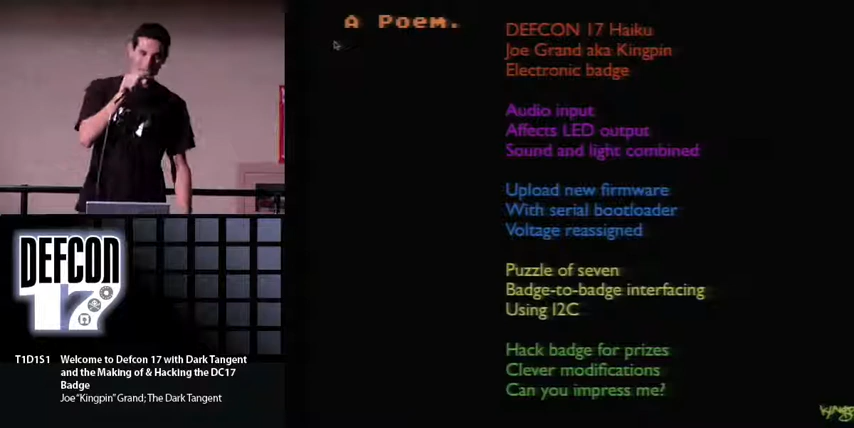 A Poem.
DEFCON 17 Haiku
Joe Grand aka Kingpin
Electronic badge
Audio input
Affects LED output
Sound and light combined
Upload new firmware
With serial bootloader
Voltage reassigned
Puzzle of seven
Badge-to-badge interfacing
Using I2C
Hack badge for prizes
Clever modifications
Can you impress me?
DEFCON
17
T1D1S1 Welcome to Defcon 17 with Dark Tangent
and the Making of & Hacking the DC17
Badge
Joe "Kingpin" Grand; The Dark Tangent